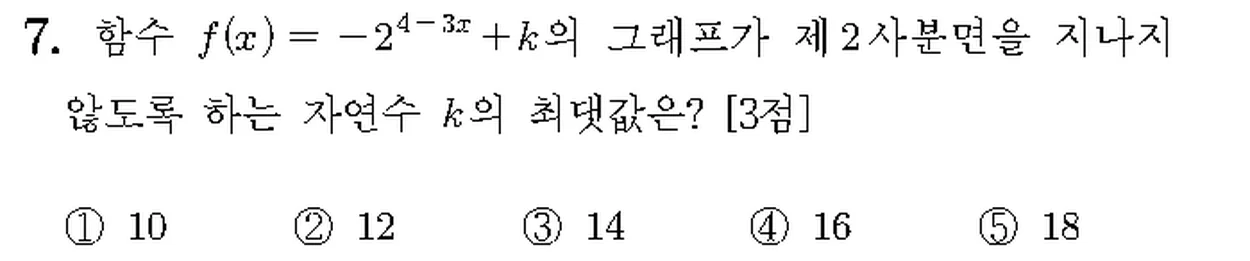 7. 함수 f(x) = −2^{4−3x} + k의 그래프가 제2사분면을 지나지
않도록 하는 자연수 k의 최댓값은? [3점]
① 10 ② 12 ③ 14 ④ 16 ⑤ 18